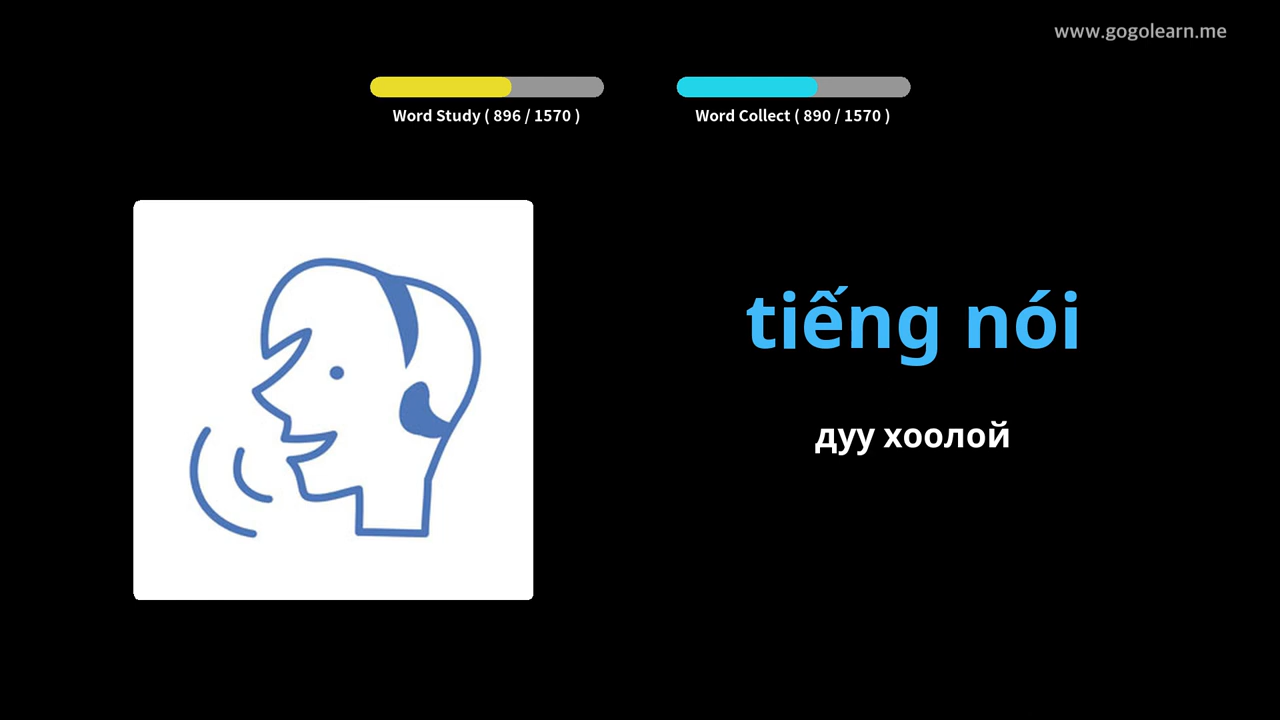 www.gogolearn.me
Word Study ( 896 / 1570 )
Word Collect ( 890 / 1570 )
tiếng nói
дуу хоолой